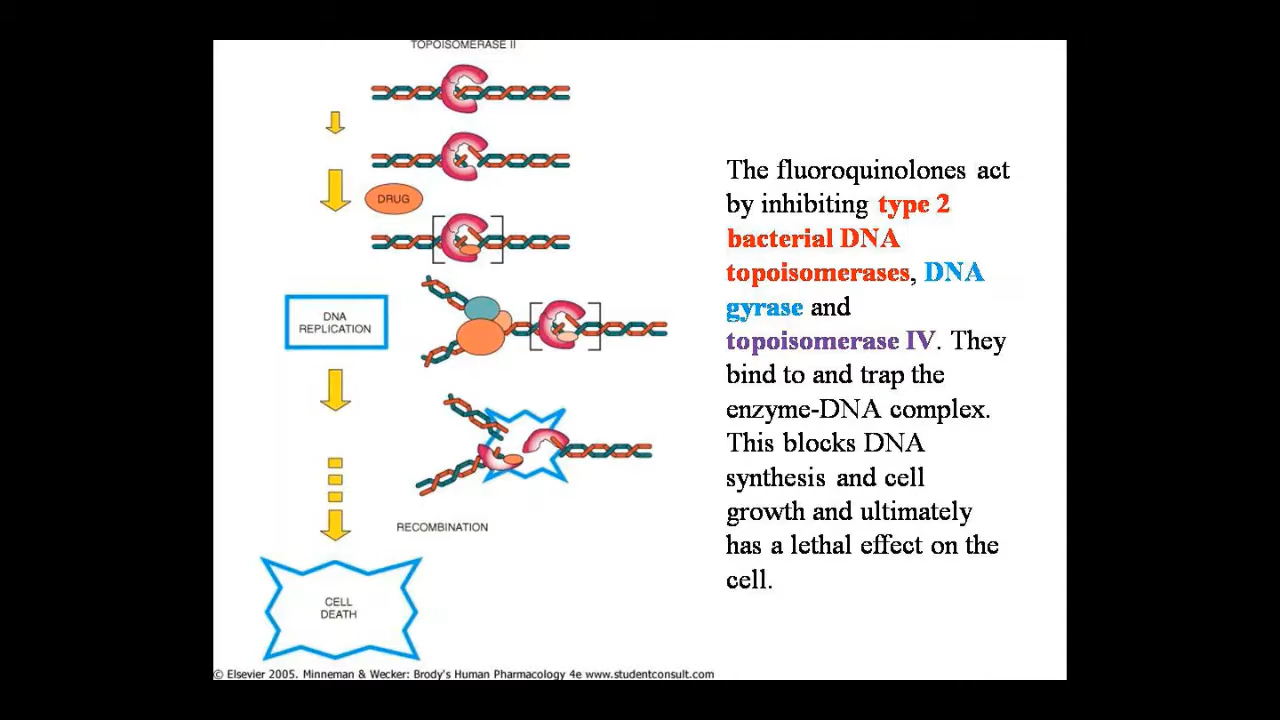 TOPOISOMERASE II
DRUG
DNA
REPLICATION
RECOMBINATION
CELL
DEATH
The fluoroquinolones act
by inhibiting type 2
bacterial DNA
topoisomerases, DNA
gyrase and
topoisomerase IV. They
bind to and trap the
enzyme-DNA complex.
This blocks DNA
synthesis and cell
growth and ultimately
has a lethal effect on the
cell.
© Elsevier 2005. Minneman & Wecker: Brody's Human Pharmacology 4e www.studentconsult.com